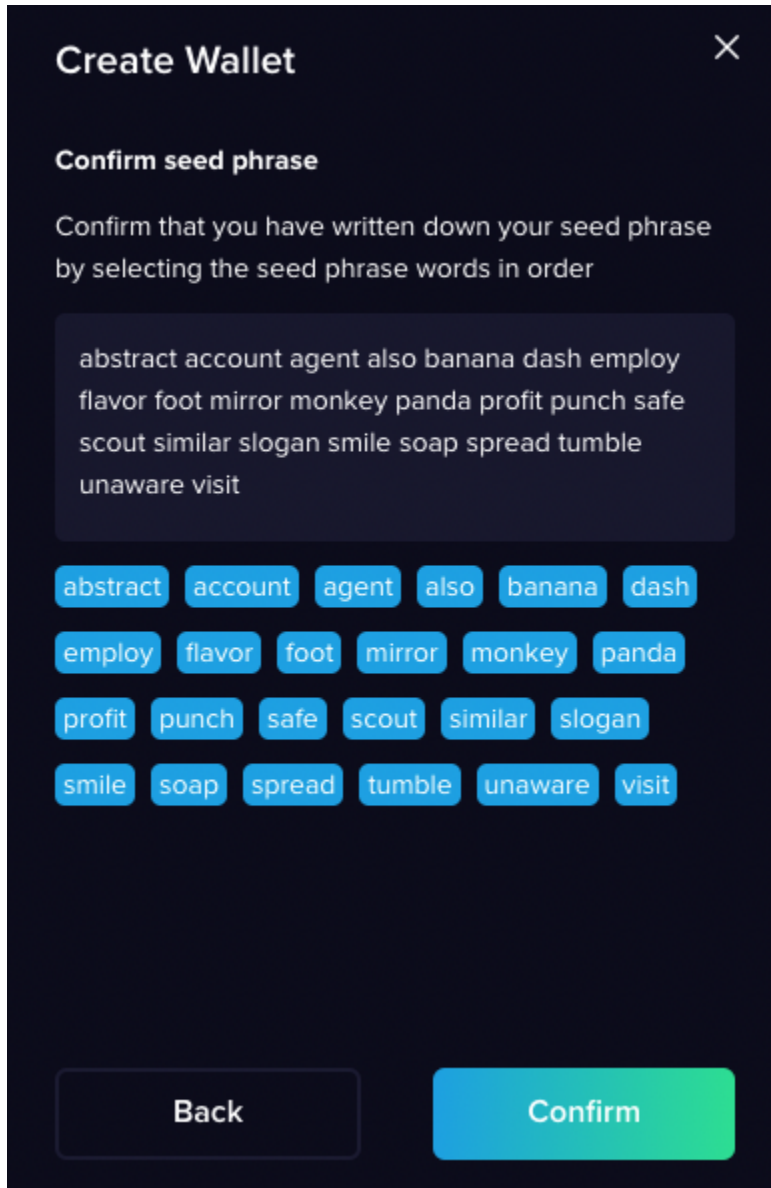 Create Wallet
Confirm seed phrase
Confirm that you have written down your seed phrase
by selecting the seed phrase words in order
abstract account agent also banana dash employ
flavor foot mirror monkey panda profit punch safe
scout similar slogan smile soap spread tumble
unaware visit
abstract account agent also banana dash
employ flavor foot mirror monkey panda
profit punch safe scout similar slogan
smile soap spread tumble unaware visit
Back Confirm